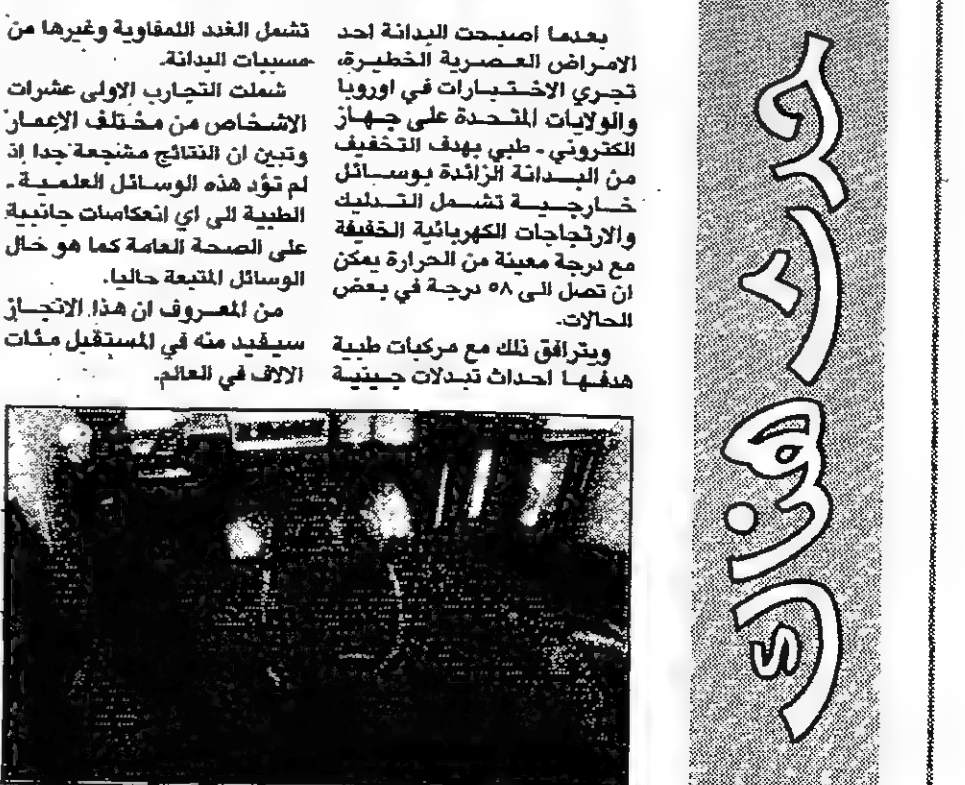 حدث هناك
بعدما اصبحت البدانة احد
الامراض العصرية الخطيرة،
تجري الاختبارات في اوروبا
والولايات المتحدة على جهاز
الكتروني - طبي بهدف التخفيف
من البدانة الزائدة بوسائل
خارجية تشمل التدليك
والارتجاجات الكهربائية الخفيفة
مع درجة معينة من الحرارة يمكن
ان تصل الى ٥٨ درجة في بعض
الحالات.
ويترافق ذلك مع مركبات طبية
هدفها احداث تبدلات جينية
تشمل الغدد اللمفاوية وغيرها من
مسببات البدانة.
شملت التجارب الاولى عشرات
الاشخاص من مختلف الاعمار
وتبين ان النتائج مشجعة جدا إذ
لم تؤد هذه الوسائل العلمية -
الطبية الى اي انعكاسات جانبية
على الصحة العامة كما هو حال
الوسائل المتبعة حاليا.
من المعروف ان هذا الانجاز
سيفيد منه في المستقبل مئات
الالاف في العالم.